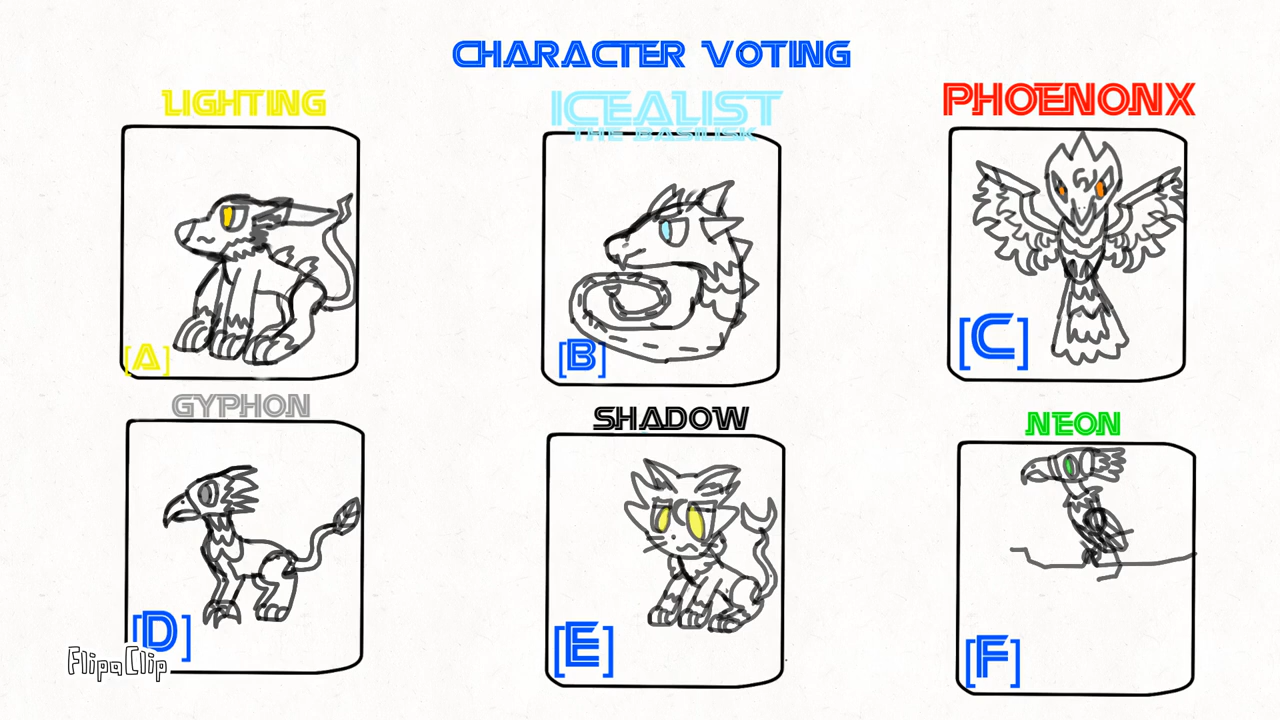 CHARACTER VOTING
LIGHTING
ICEALIST
THE BASILISK
PHOENONX
[A]
[B]
[C]
GYPHON
SHADOW
NEON
[D]
[E]
[F]
FlipaClip